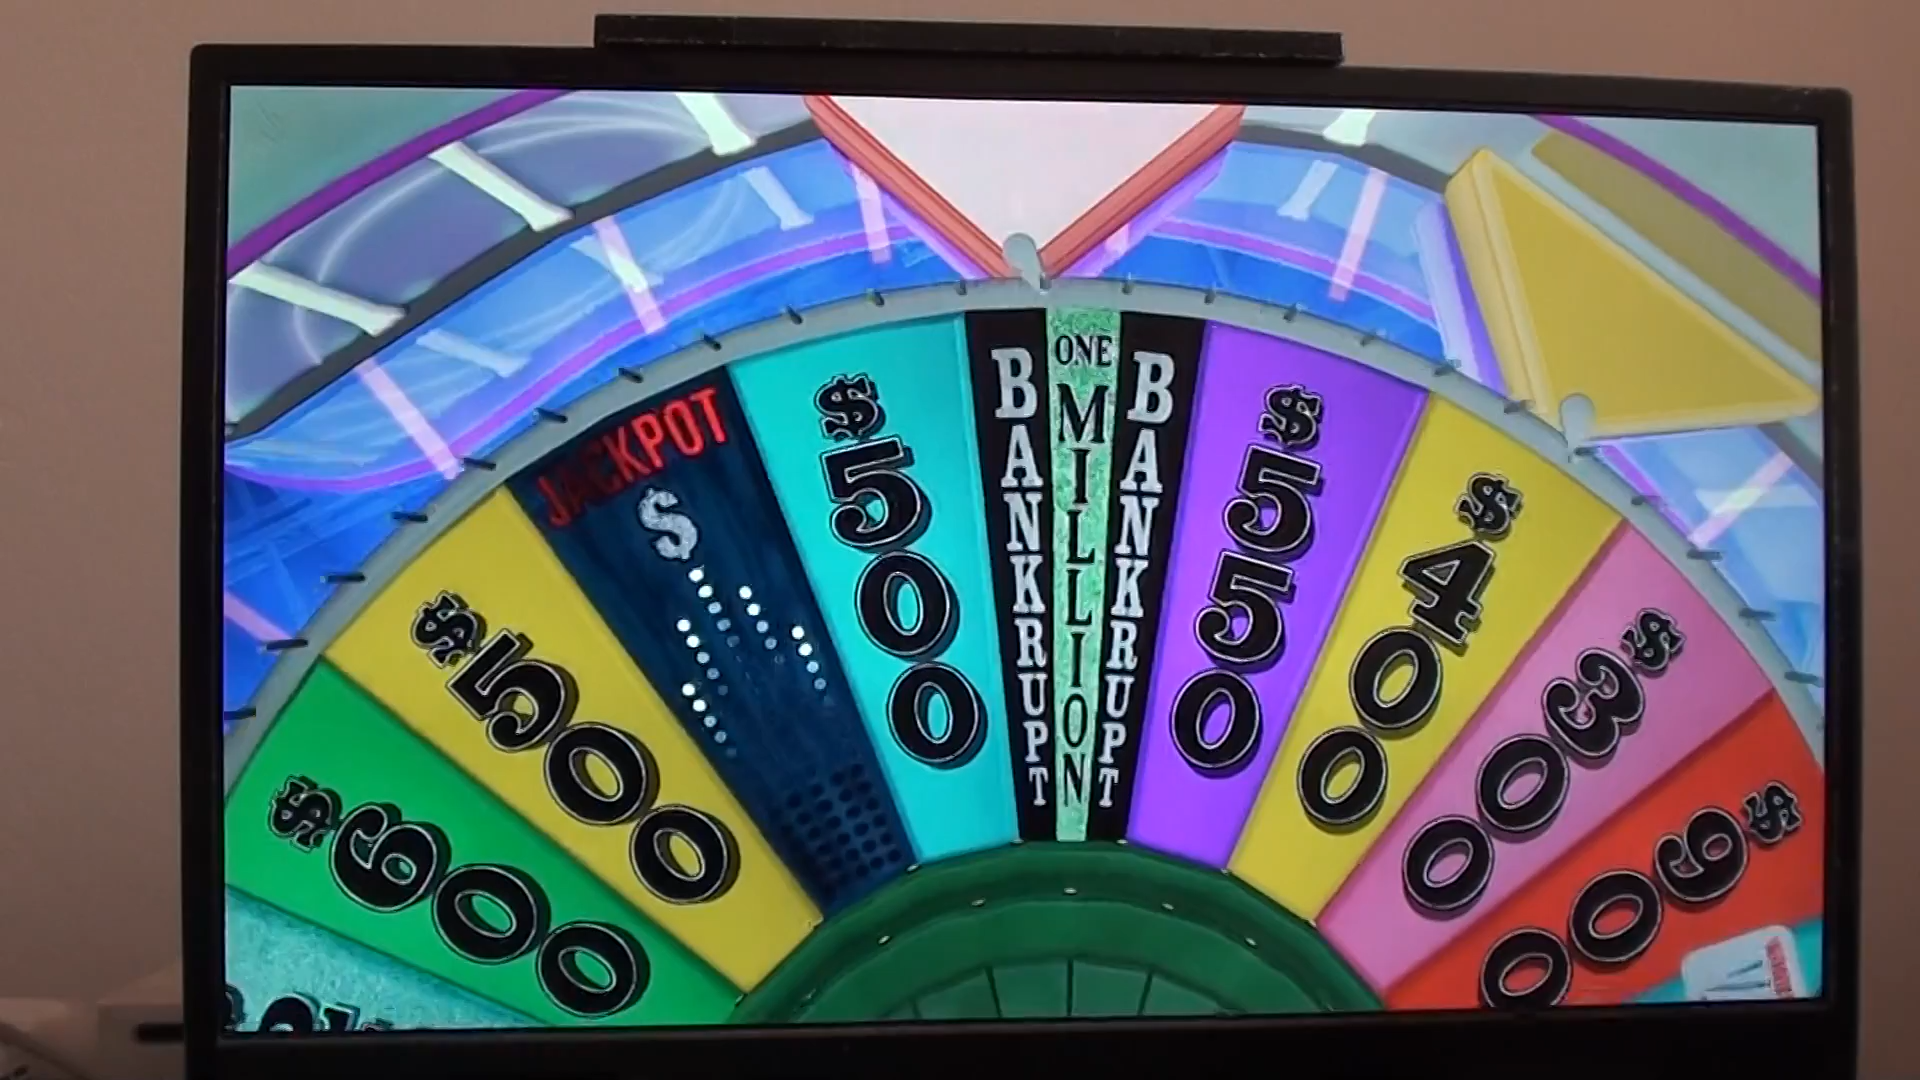 $600
$500
JACKPOT
$
$500
BANKRUPT
ONE MILLION
BANKRUPT
$550
$400
$300
$900